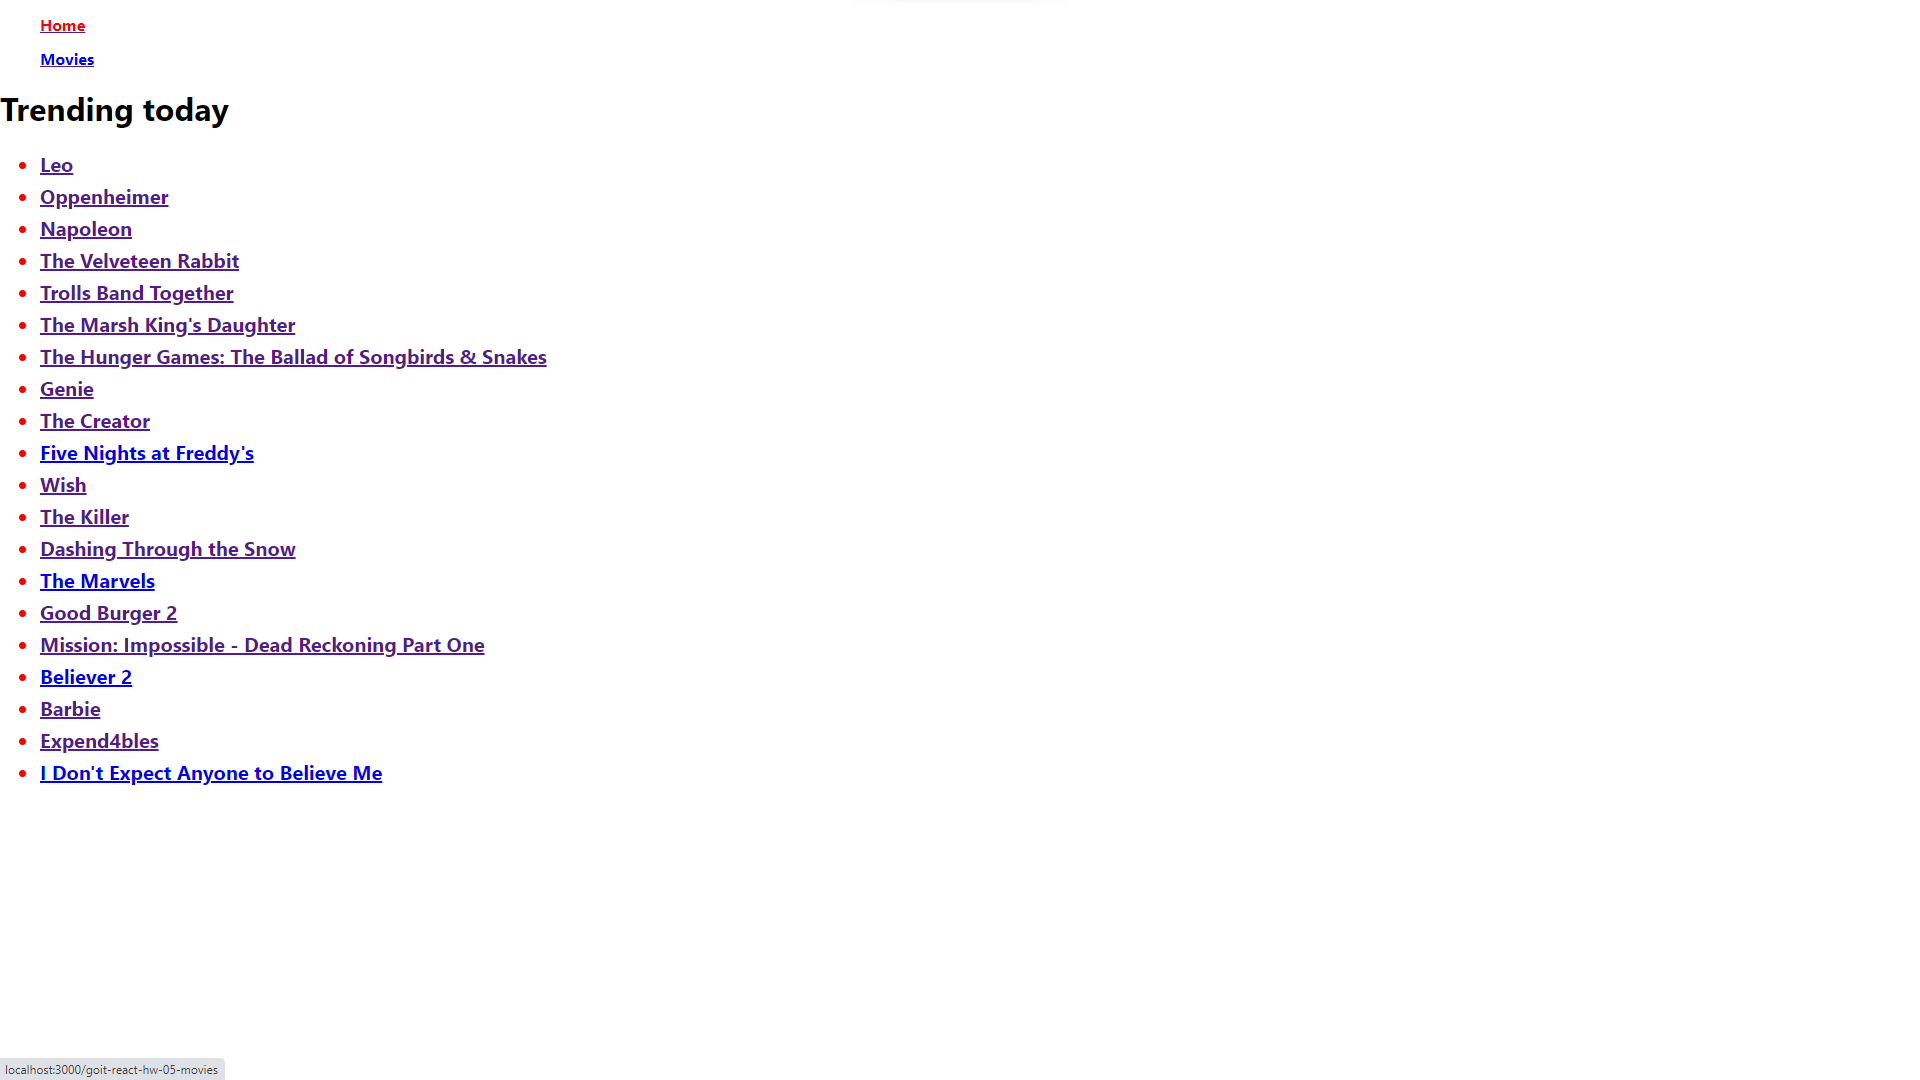 Home
Movies
Trending today
Leo
Oppenheimer
Napoleon
The Velveteen Rabbit
Trolls Band Together
The Marsh King's Daughter
The Hunger Games: The Ballad of Songbirds & Snakes
Genie
The Creator
Five Nights at Freddy's
Wish
The Killer
Dashing Through the Snow
The Marvels
Good Burger 2
Mission: Impossible - Dead Reckoning Part One
Believer 2
Barbie
Expend4bles
I Don't Expect Anyone to Believe Me
localhost:3000/goit-react-hw-05-movies